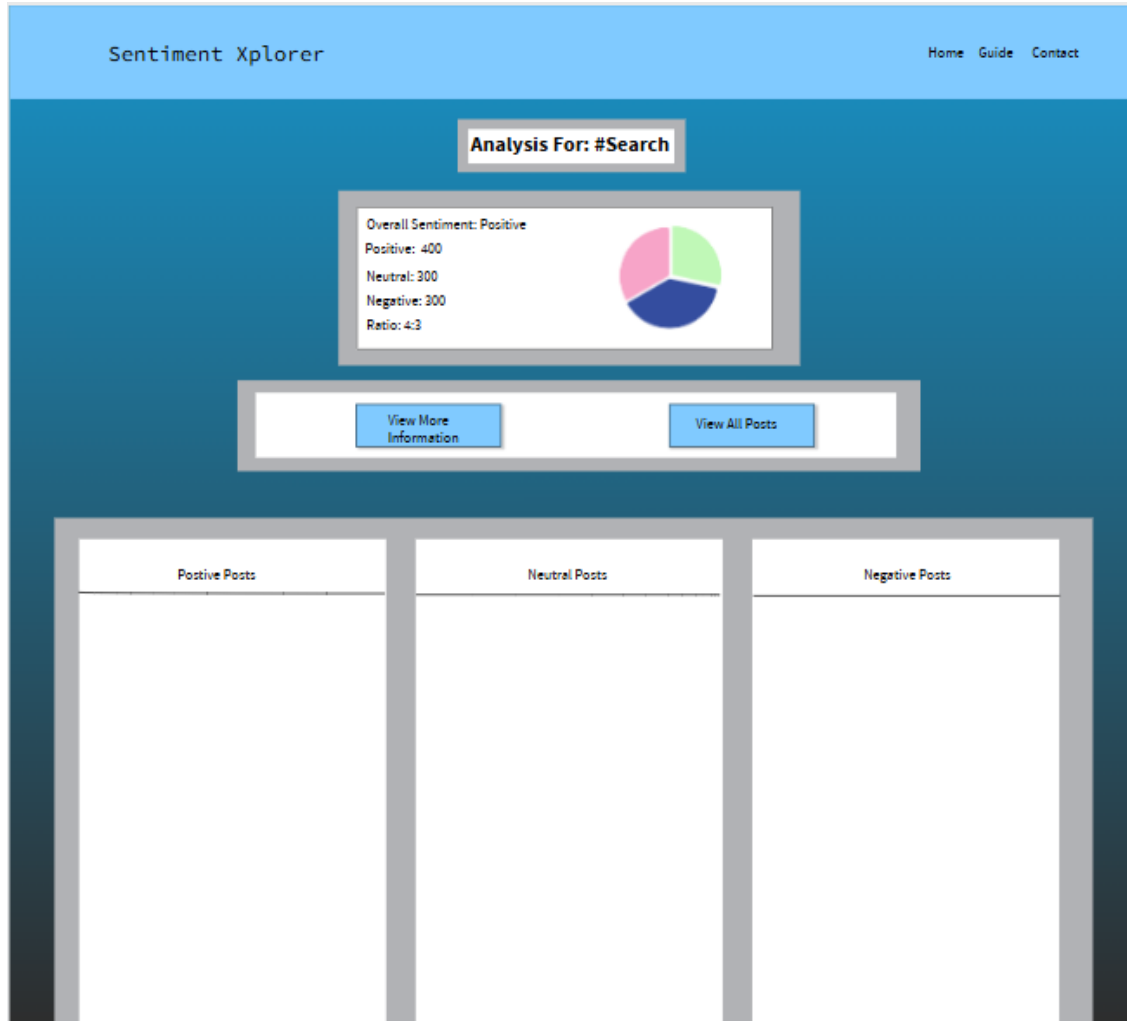 Sentiment Xplorer
Home Guide Contact
Analysis For: #Search
Overall Sentiment: Positive
Positive: 400
Neutral: 300
Negative: 300
Ratio: 4:3
View More
Information
View All Posts
Postive Posts
Neutral Posts
Negative Posts